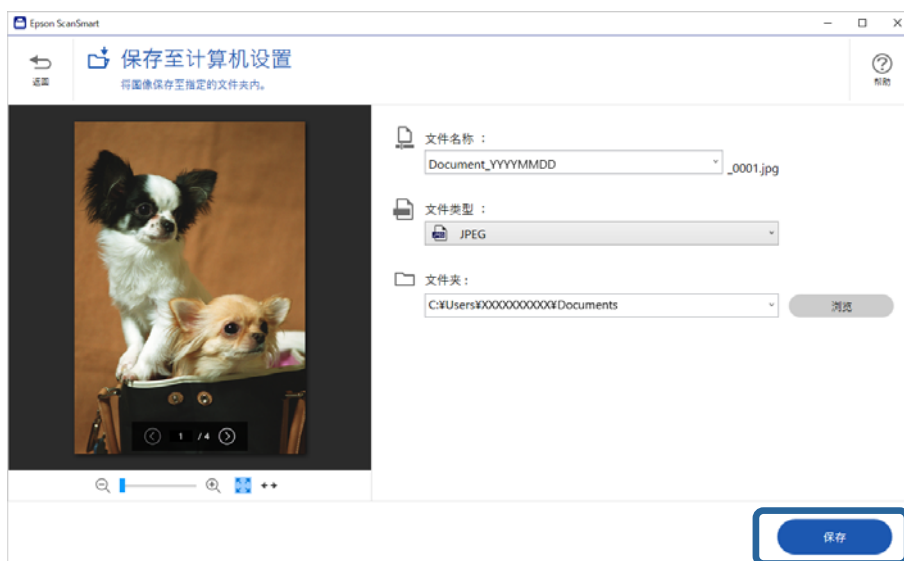 Epson ScanSmart
返回
保存至计算机设置
将图像保存至指定的文件夹内。
帮助
文件名称 ：
Document_YYYYMMDD
_0001.jpg
文件类型 ：
JPEG
文件夹：
C:¥Users¥XXXXXXXXXX¥Documents
浏览
1 / 4
保存